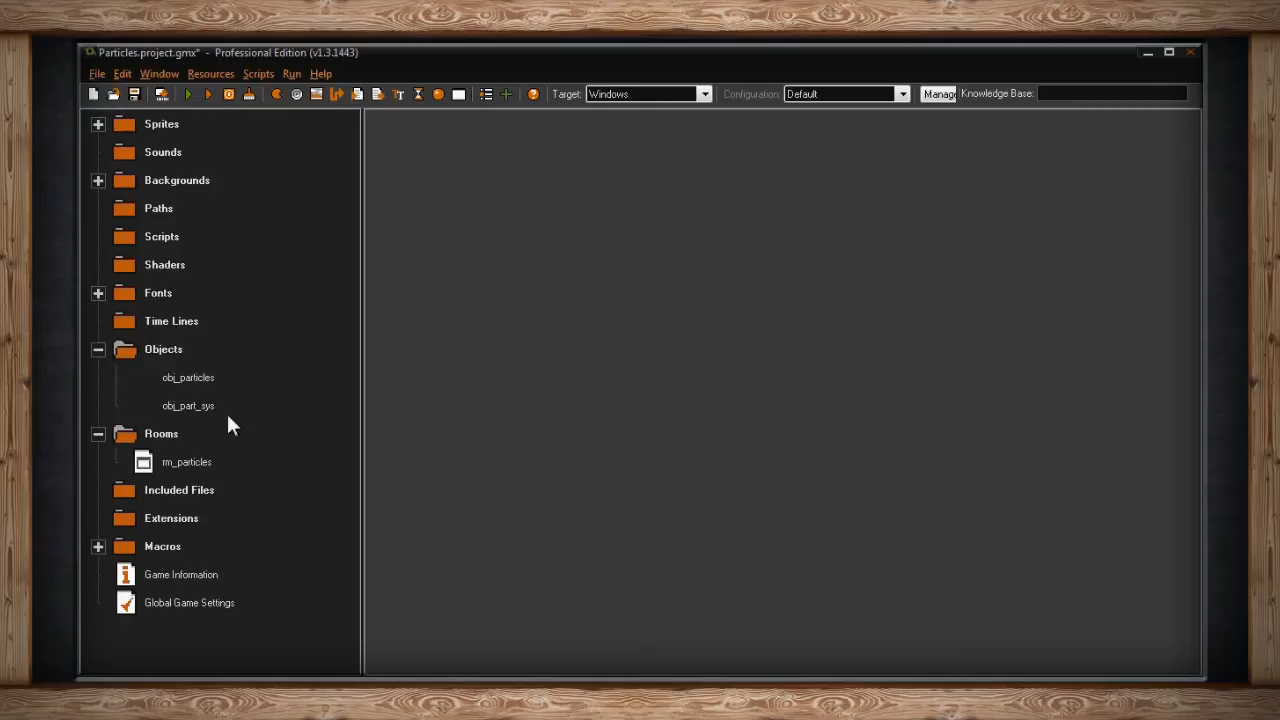 Particles.project.gmx* - Professional Edition (v1.3.1443)
File Edit Window Resources Scripts Run Help
Target: Windows Configuration: Default Manag Knowledge Base:
Sprites
Sounds
Backgrounds
Paths
Scripts
Shaders
Fonts
Time Lines
Objects
obj_particles
obj_part_sys
Rooms
rm_particles
Included Files
Extensions
Macros
Game Information
Global Game Settings